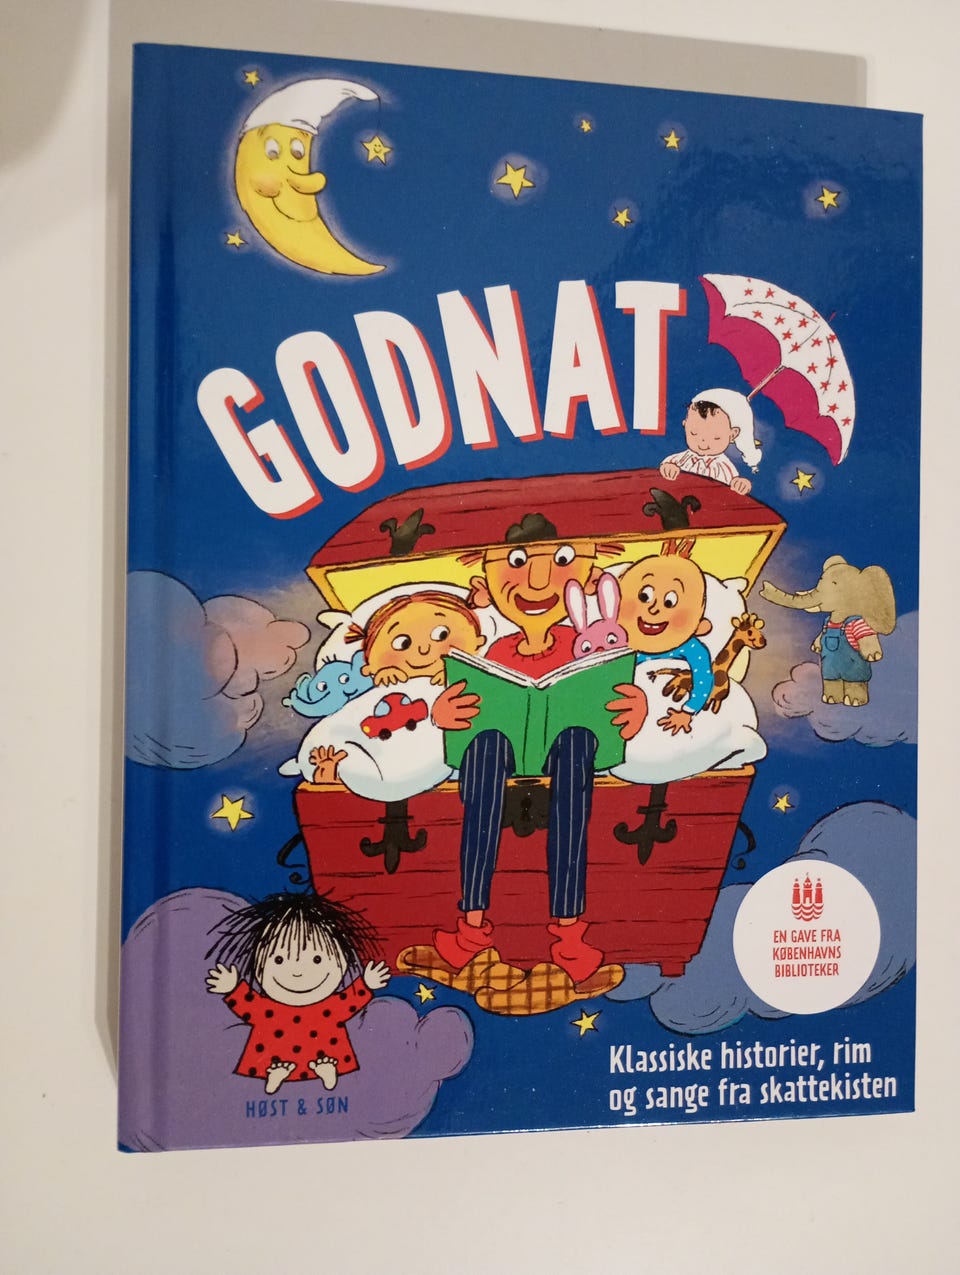 GODNAT
EN GAVE FRA
KØBENHAVNS
BIBLIOTEKER
Klassiske historier, rim
og sange fra skattekisten
HØST & SØN